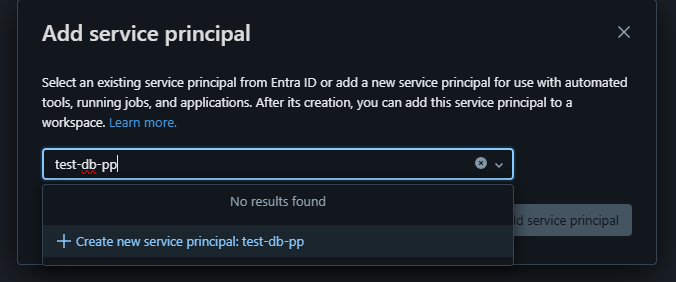 Add service principal
Select an existing service principal from Entra ID or add a new service principal for use with automated
tools, running jobs, and applications. After its creation, you can add this service principal to a
workspace. Learn more.
test-db-pp
No results found
service principal
+ Create new service principal: test-db-pp